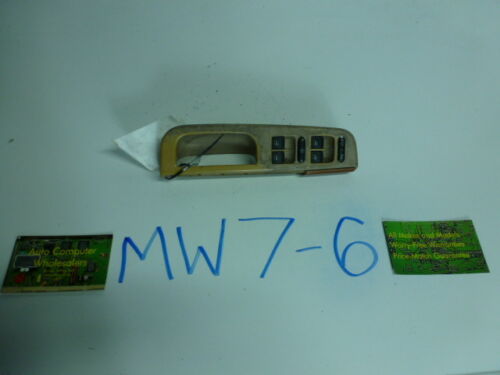 Auto Computer
Wholesalers
MW7-6
All Makes and Models
Worry-Free Warranties
Price-Match Guarantee